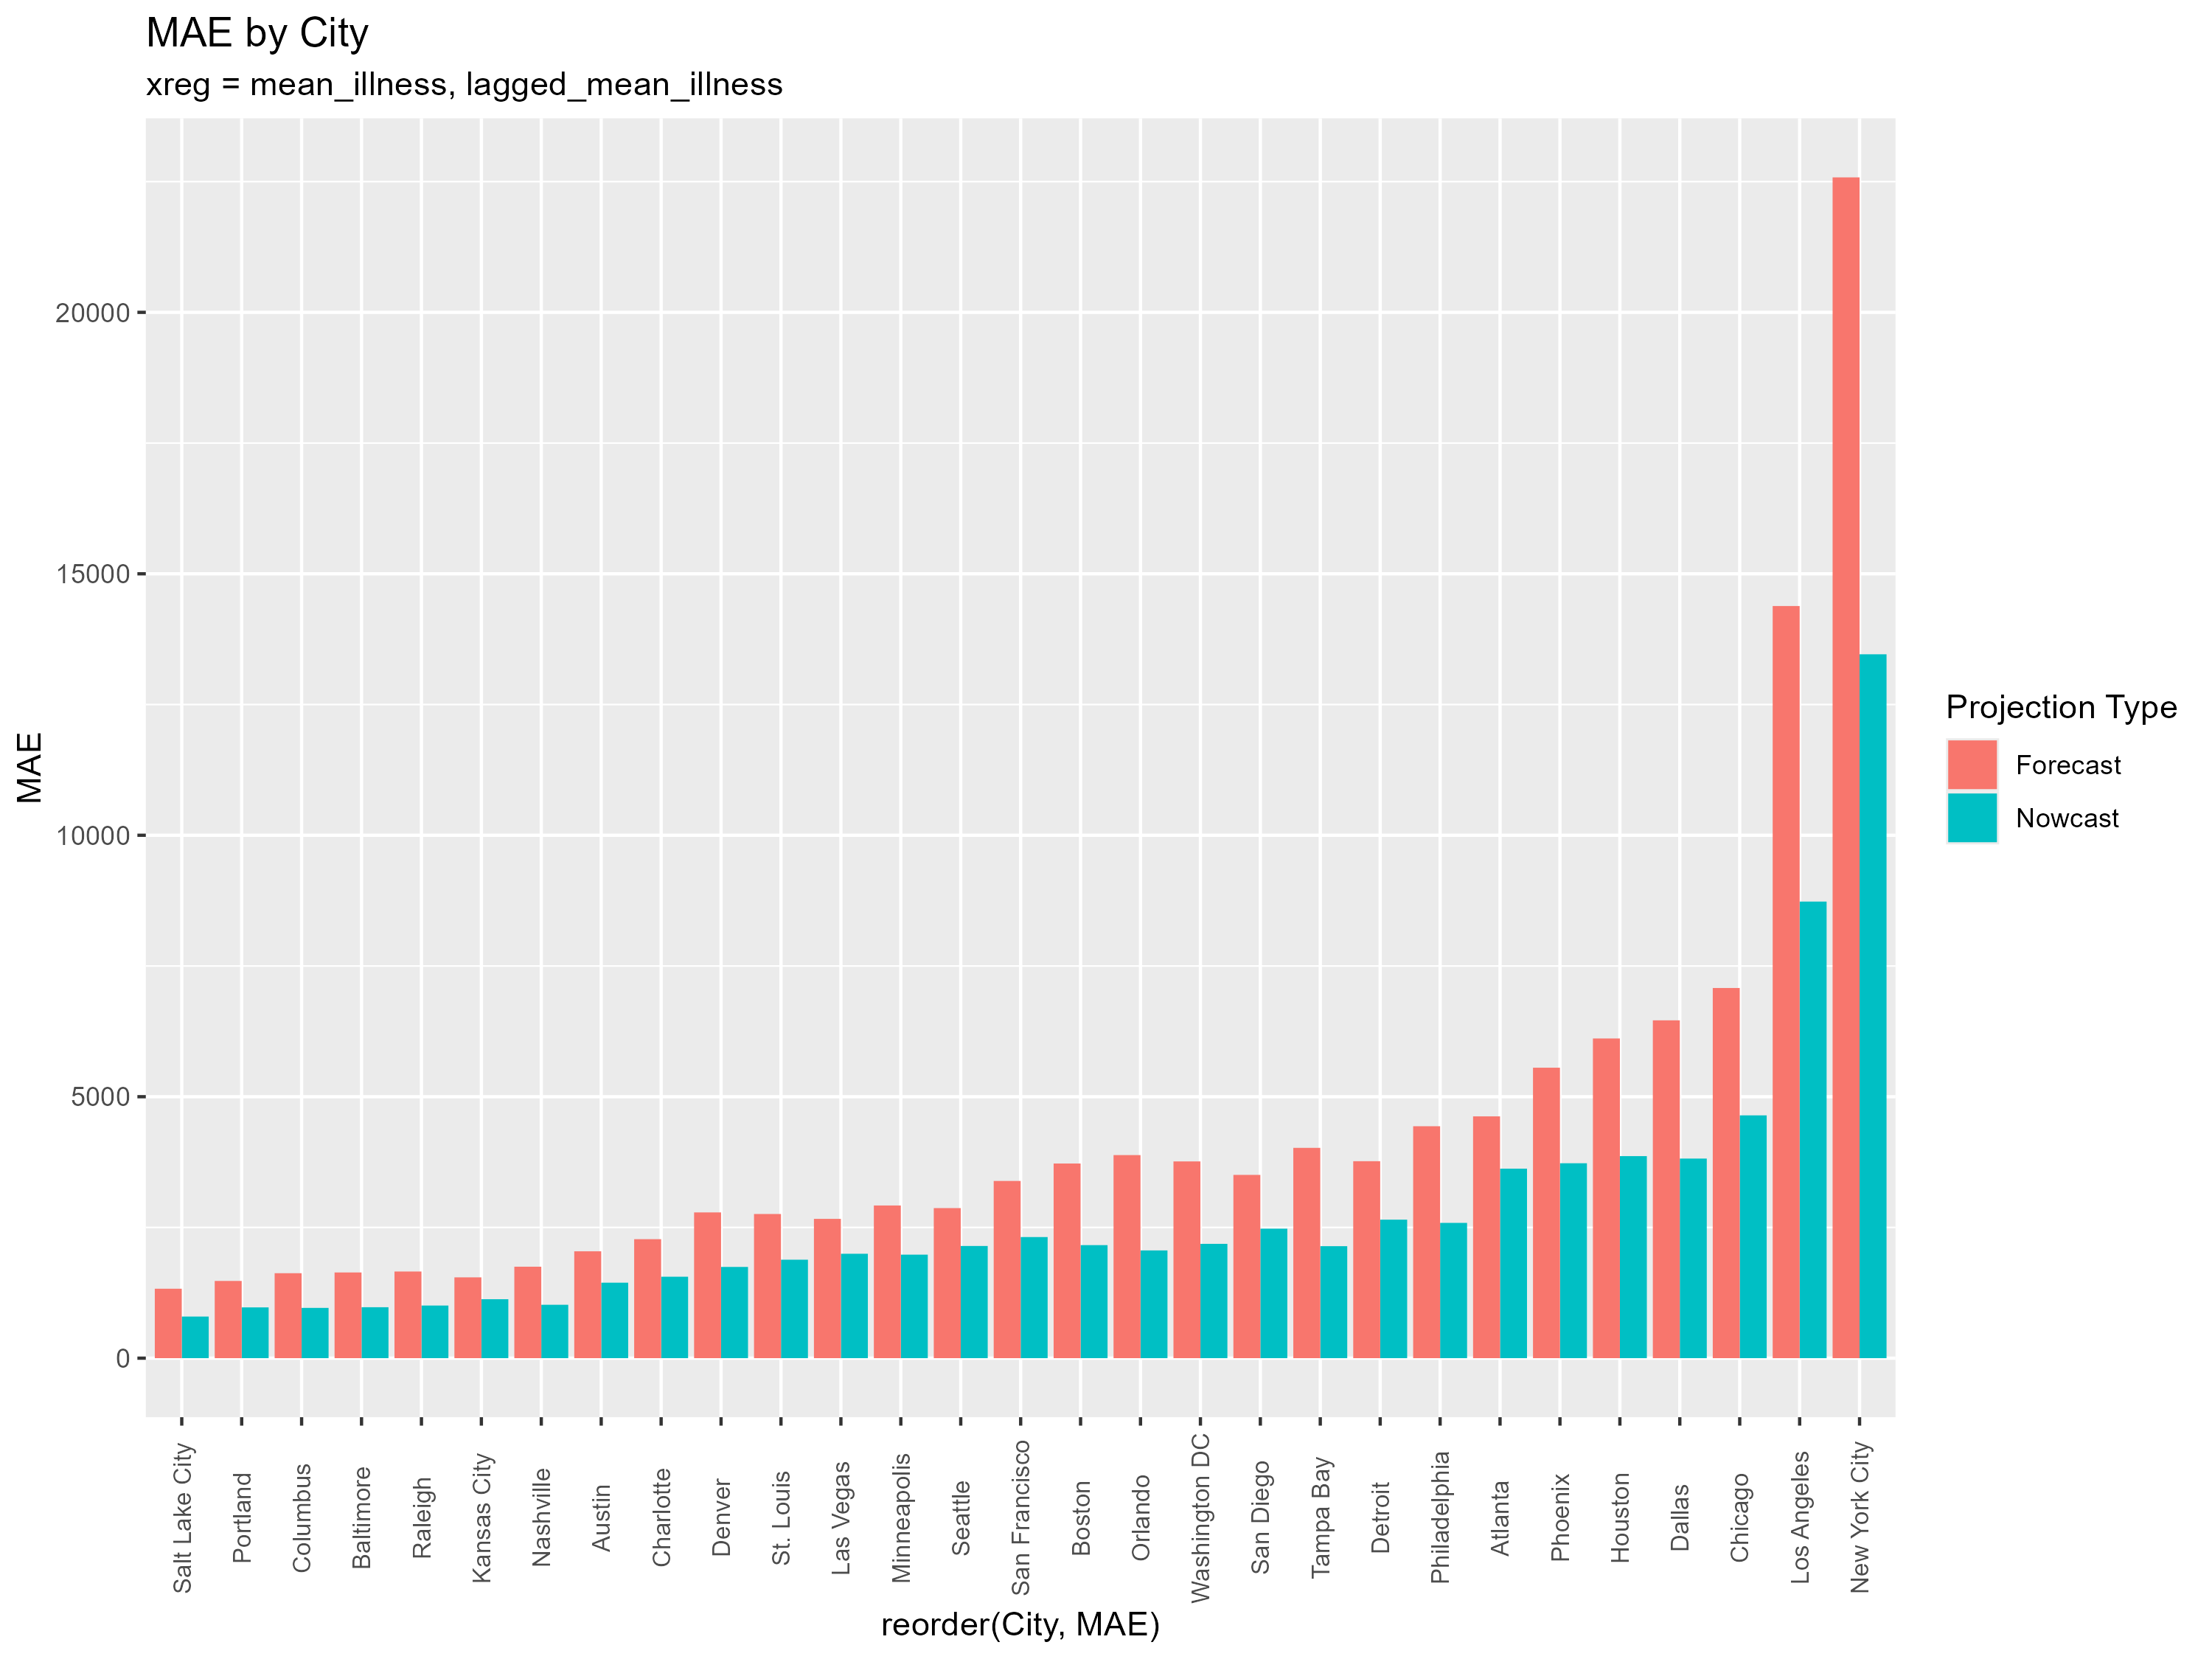 MAE by City
xreg = mean_illness, lagged_mean_illness
MAE
20000
15000
10000
5000
0
Salt Lake City
Portland
Columbus
Baltimore
Raleigh
Kansas City
Nashville
Austin
Charlotte
Denver
St. Louis
Las Vegas
Minneapolis
Seattle
San Francisco
Boston
Orlando
Washington DC
San Diego
Tampa Bay
Detroit
Philadelphia
Atlanta
Phoenix
Houston
Dallas
Chicago
Los Angeles
New York City
reorder(City, MAE)
Projection Type
Forecast
Nowcast